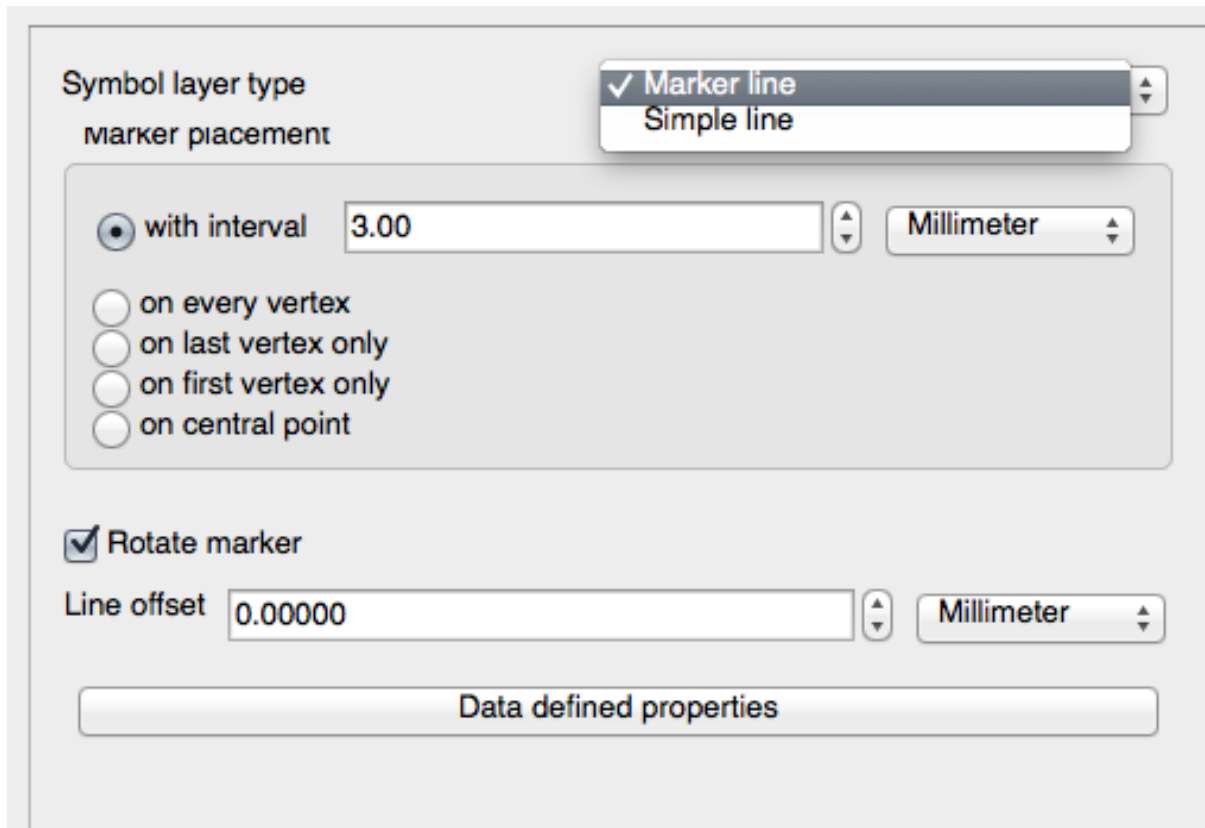 Symbol layer type
Marker line
Simple line
Marker placement
with interval 3.00 Millimeter
on every vertex
on last vertex only
on first vertex only
on central point
Rotate marker
Line offset 0.00000 Millimeter
Data defined properties